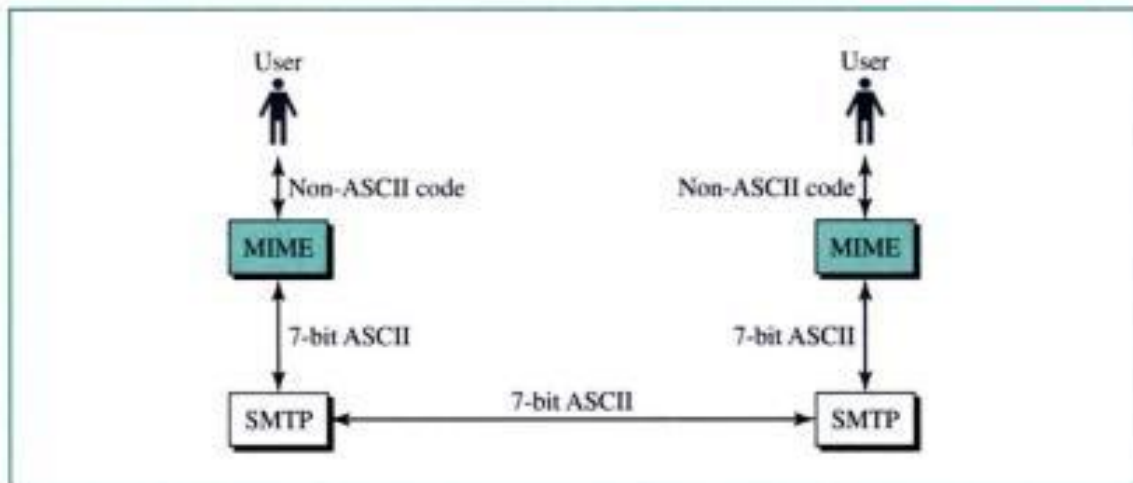 User
User
Non-ASCII code
Non-ASCII code
MIME
MIME
7-bit ASCII
7-bit ASCII
7-bit ASCII
SMTP
SMTP